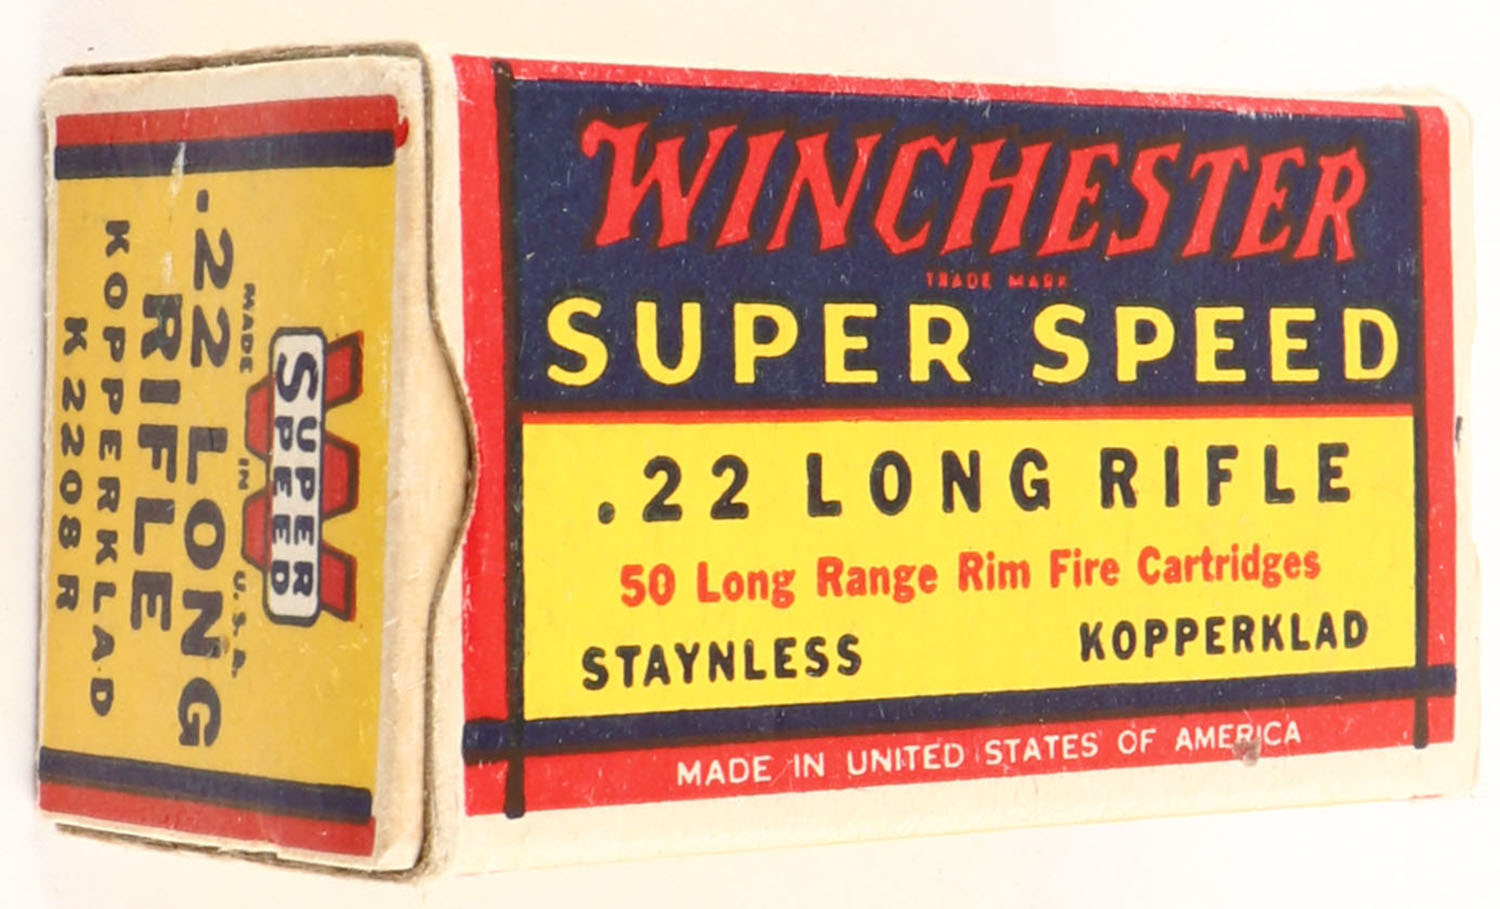 WINCHESTER
TRADE MARK
SUPER SPEED
.22 LONG RIFLE
50 Long Range Rim Fire Cartridges
STAYNLESS KOPPERKLAD
MADE IN UNITED STATES OF AMERICA
SUPER
SPEED
MADE IN U.S.A.
.22 LONG
RIFLE
KOPPERKLAD
K2208R